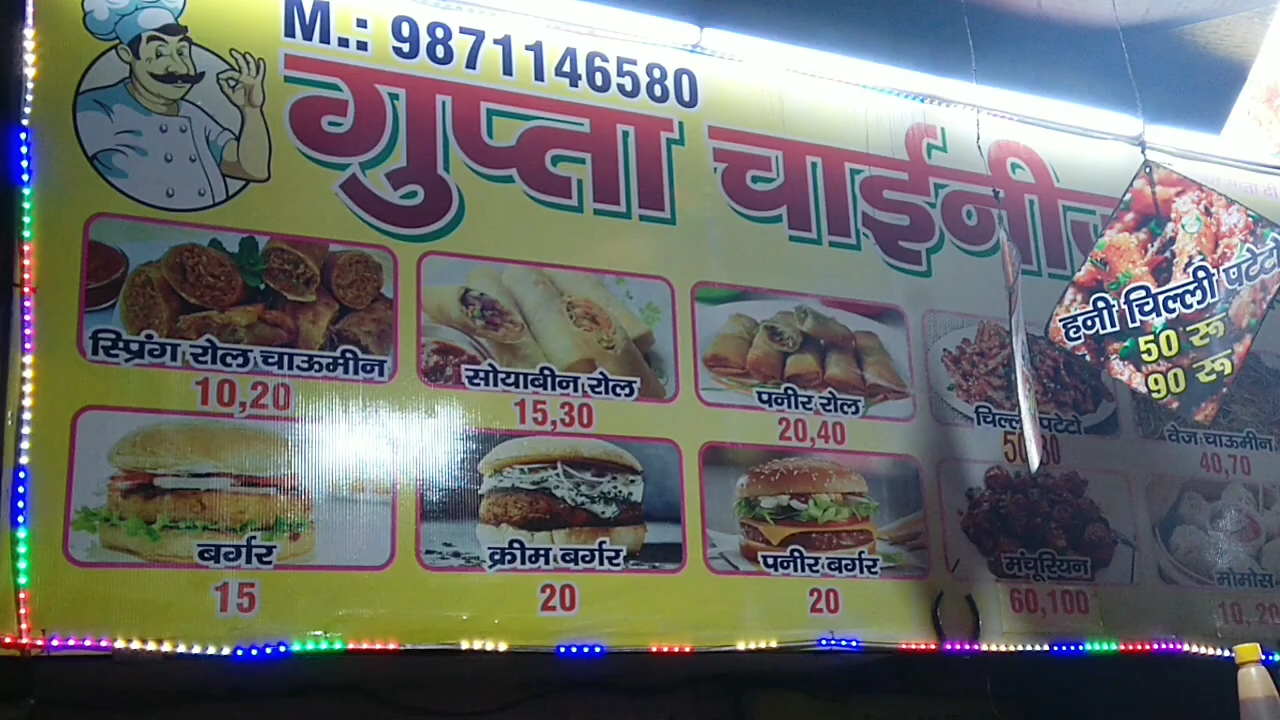 M.: 9871146580
गुप्ता चाईनीज
स्प्रिंग रोल चाऊमीन
10,20
सोयाबीन रोल
15,30
पनीर रोल
20,40
चिल्ली पटेटो
50,80
हनी चिल्ली पटेटो
50 रू
90 रू
वेज चाऊमीन
40,70
बर्गर
15
क्रीम बर्गर
20
पनीर बर्गर
20
मंचूरियन
60,100
मोमोस
10, 20